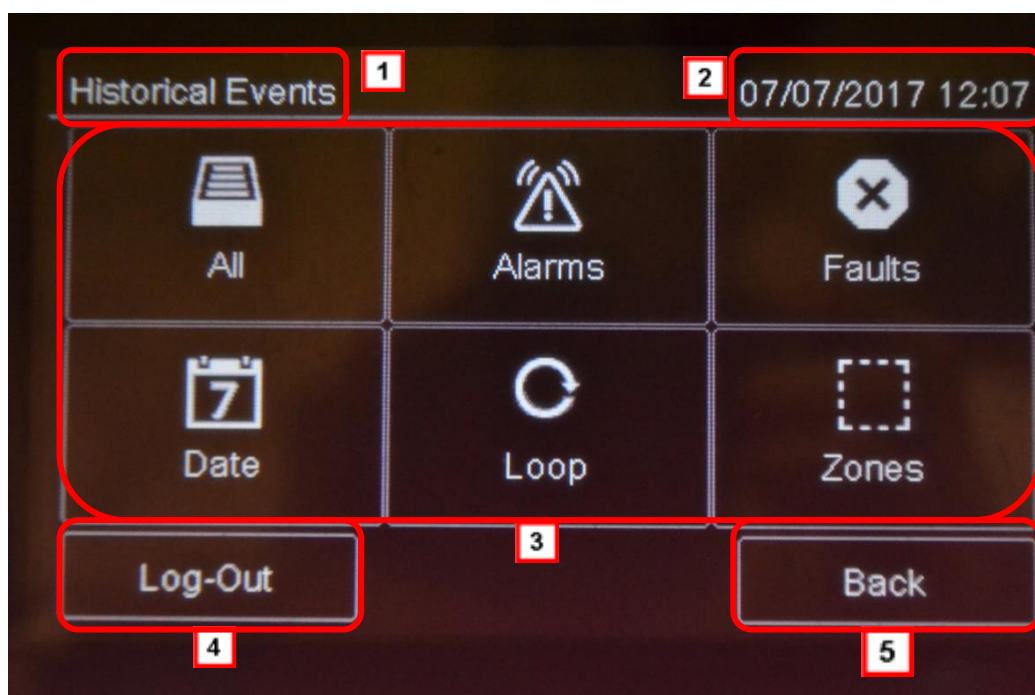 Historical Events 1 2 07/07/2017 12:07
All Alarms Faults
7
Date Loop Zones
3
Log-Out Back
4 5